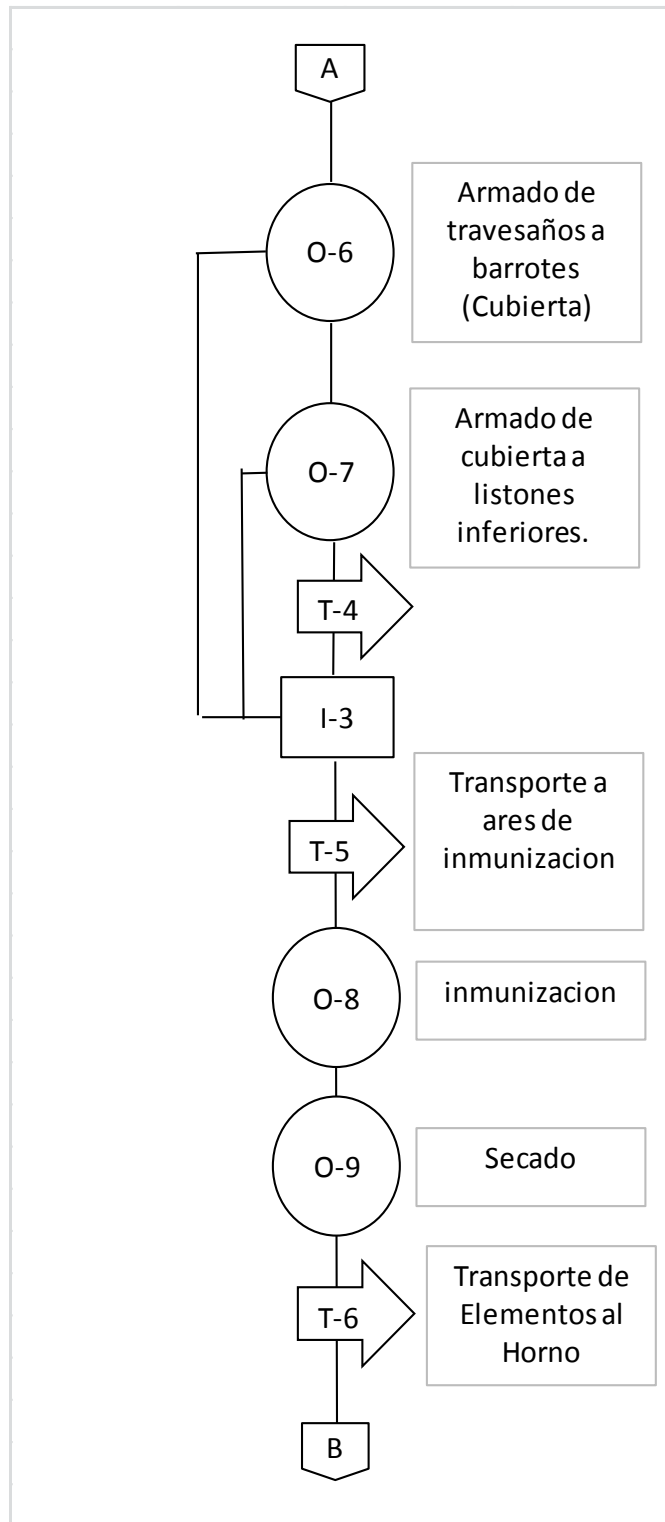 A
O-6
Armado de
travesaños a
barrotes
(Cubierta)
O-7
Armado de
cubierta a
listones
inferiores.
T-4
I-3
T-5
Transporte a
ares de
inmunizacion
O-8
inmunizacion
O-9
Secado
T-6
Transporte de
Elementos al
Horno
B